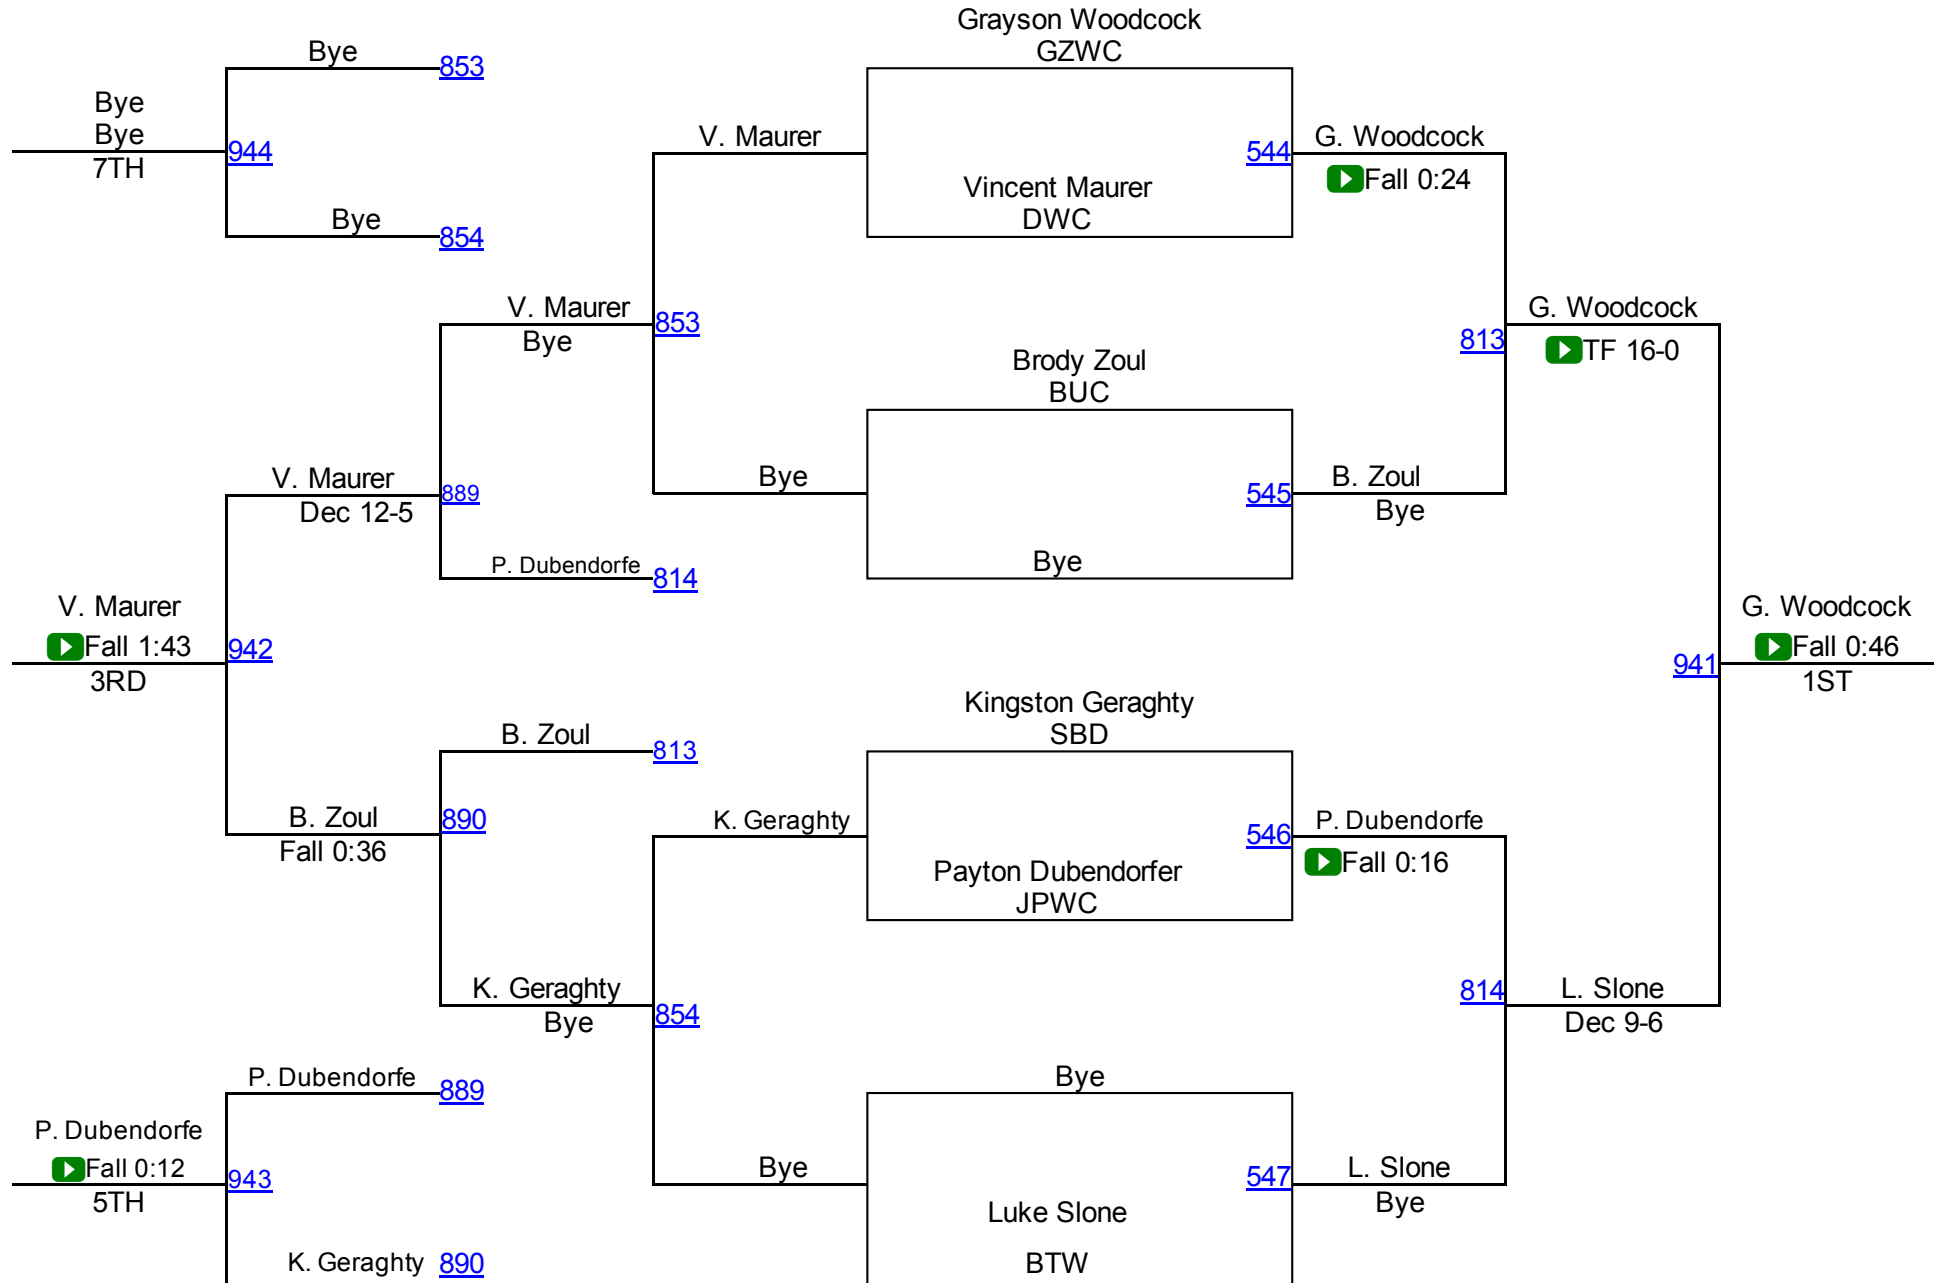 Grayson Woodcock
GZWC
Bye
853
Bye
Bye
944
7TH
V. Maurer
544
G. Woodcock
Fall 0:24
Vincent Maurer
DWC
Bye
854
V. Maurer
Bye
853
G. Woodcock
813
TF 16-0
Brody Zoul
BUC
V. Maurer
Dec 12-5
889
Bye
545
B. Zoul
Bye
P. Dubendorfe
814
Bye
V. Maurer
Fall 1:43
942
3RD
G. Woodcock
Fall 0:46
941
1ST
Kingston Geraghty
SBD
B. Zoul
813
B. Zoul
Fall 0:36
890
K. Geraghty
546
P. Dubendorfe
Fall 0:16
Payton Dubendorfer
JPWC
K. Geraghty
Bye
854
814
L. Slone
Dec 9-6
P. Dubendorfe
889
Bye
P. Dubendorfe
Fall 0:12
943
5TH
Bye
547
L. Slone
Bye
Luke Slone
BTW
K. Geraghty
890